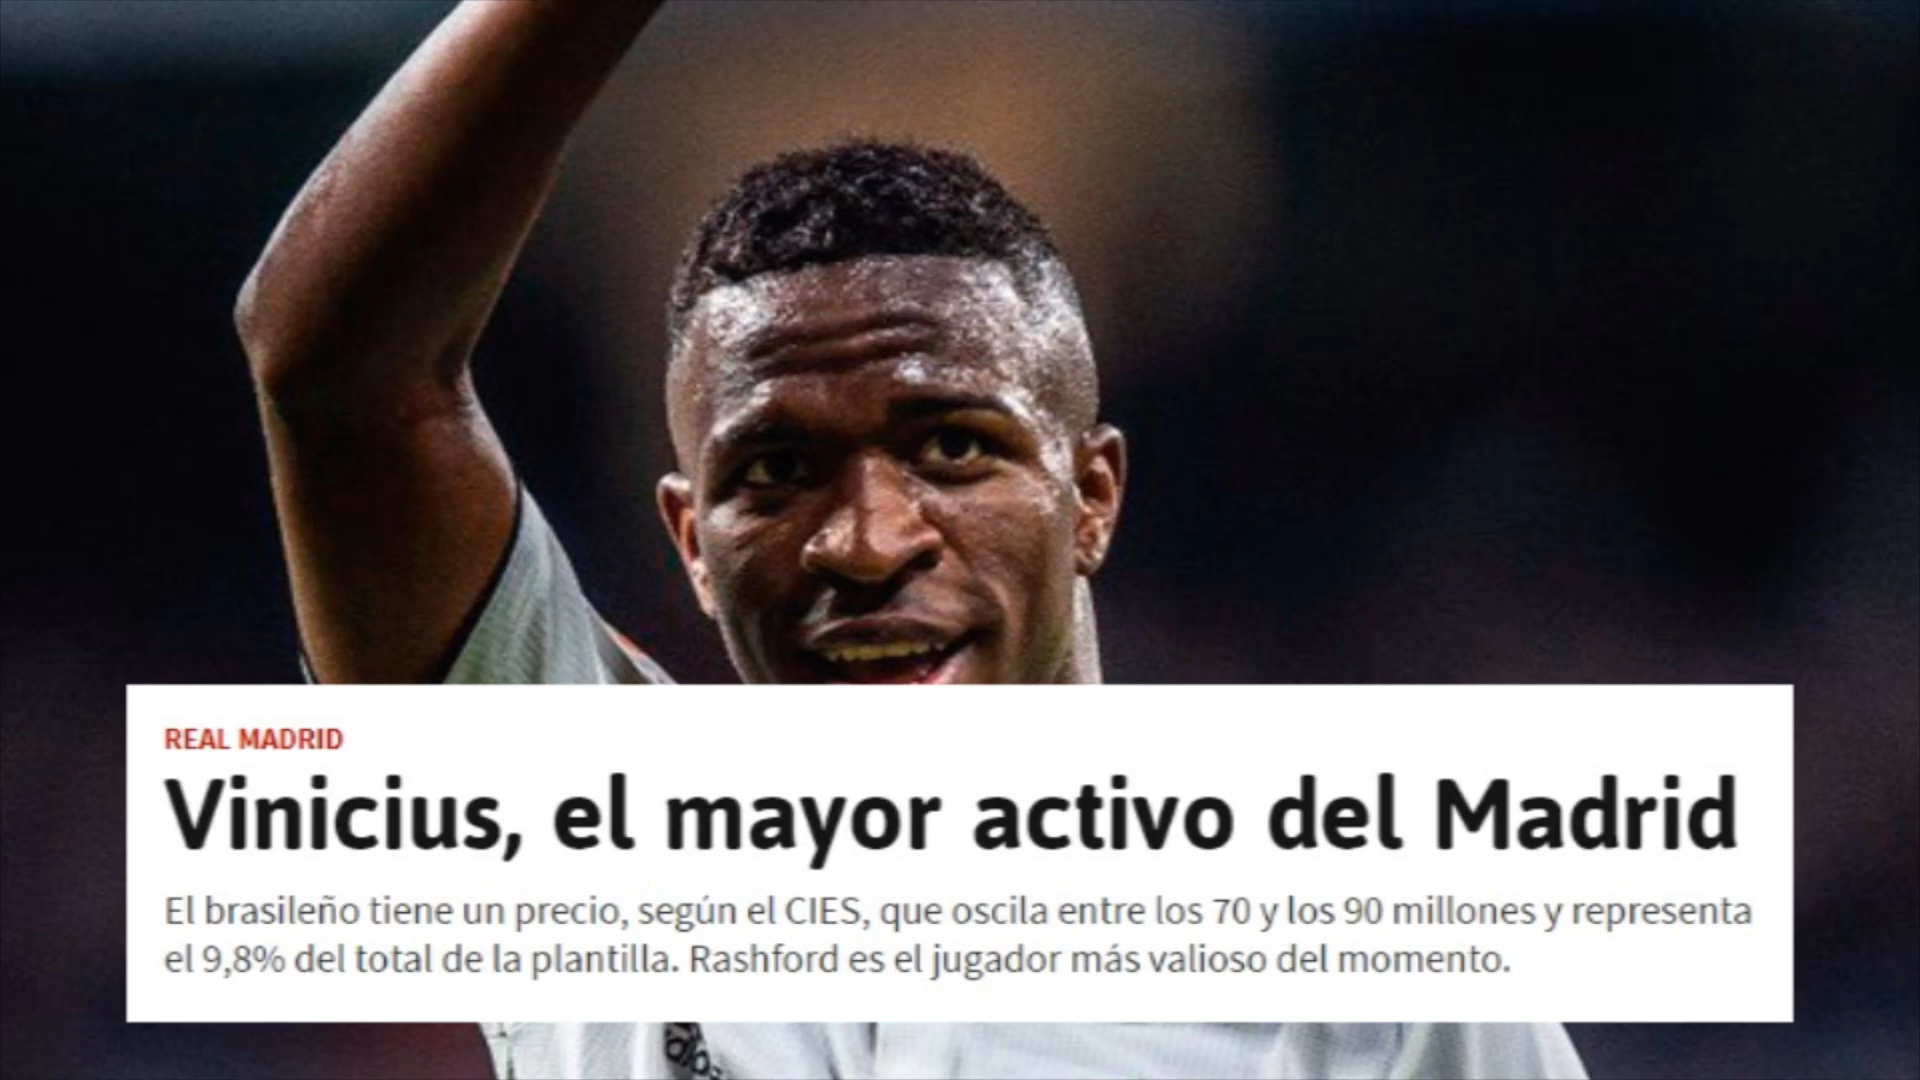 REAL MADRID
Vinicius, el mayor activo del Madrid
El brasileño tiene un precio, según el CIES, que oscila entre los 70 y los 90 millones y representa
el 9,8% del total de la plantilla. Rashford es el jugador más valioso del momento.